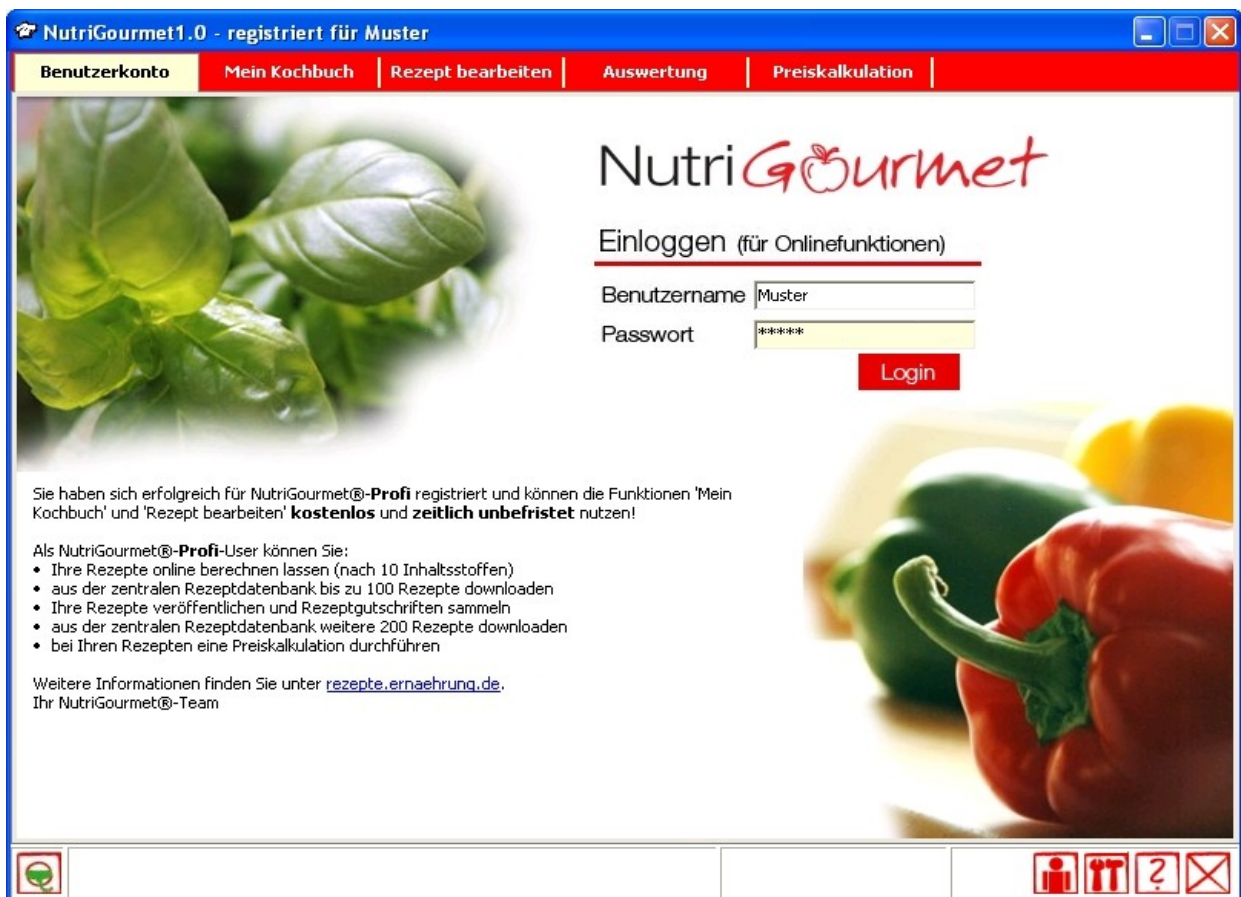 NutriGourmet1.0 - registriert für Muster
Benutzerkonto
Mein Kochbuch
Rezept bearbeiten
Auswertung
Preiskalkulation
NutriGourmet
Einloggen (für Onlinefunktionen)
Benutzername Muster
Passwort *****
Login
Sie haben sich erfolgreich für NutriGourmet®-Profi registriert und können die Funktionen 'Mein
Kochbuch' und 'Rezept bearbeiten' kostenlos und zeitlich unbefristet nutzen!
Als NutriGourmet®-Profi-User können Sie:
• Ihre Rezepte online berechnen lassen (nach 10 Inhaltsstoffen)
• aus der zentralen Rezeptdatenbank bis zu 100 Rezepte downloaden
• Ihre Rezepte veröffentlichen und Rezeptgutschriften sammeln
• aus der zentralen Rezeptdatenbank weitere 200 Rezepte downloaden
• bei Ihren Rezepten eine Preiskalkulation durchführen
Weitere Informationen finden Sie unter rezepte.ernaehrung.de.
Ihr NutriGourmet®-Team
?